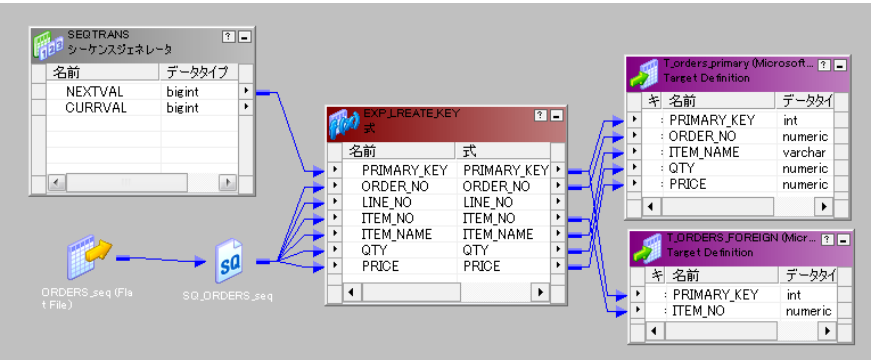 SEQTRANS
シーケンスジェネレータ
名前 データタイプ
NEXTVAL bigint
CURRVAL bigint
ORDERS_seq (Fla
t File)
SQ
SQ_ORDERS_seq
f(x)
EXP_LREATE_KEY
式
名前 式
PRIMARY_KEY PRIMARY_KEY
ORDER_NO ORDER_NO
LINE_NO LINE_NO
ITEM_NO ITEM_NO
ITEM_NAME ITEM_NAME
QTY QTY
PRICE PRICE
T_orders_primary (Microsoft...
Target Definition
キ 名前 データタイ
: PRIMARY_KEY int
: ORDER_NO numeric
: ITEM_NAME varchar
: QTY numeric
: PRICE numeric
T_ORDERS_FOREIGN (Micr...
Target Definition
キ 名前 データタイ
: PRIMARY_KEY int
: ITEM_NO numeric